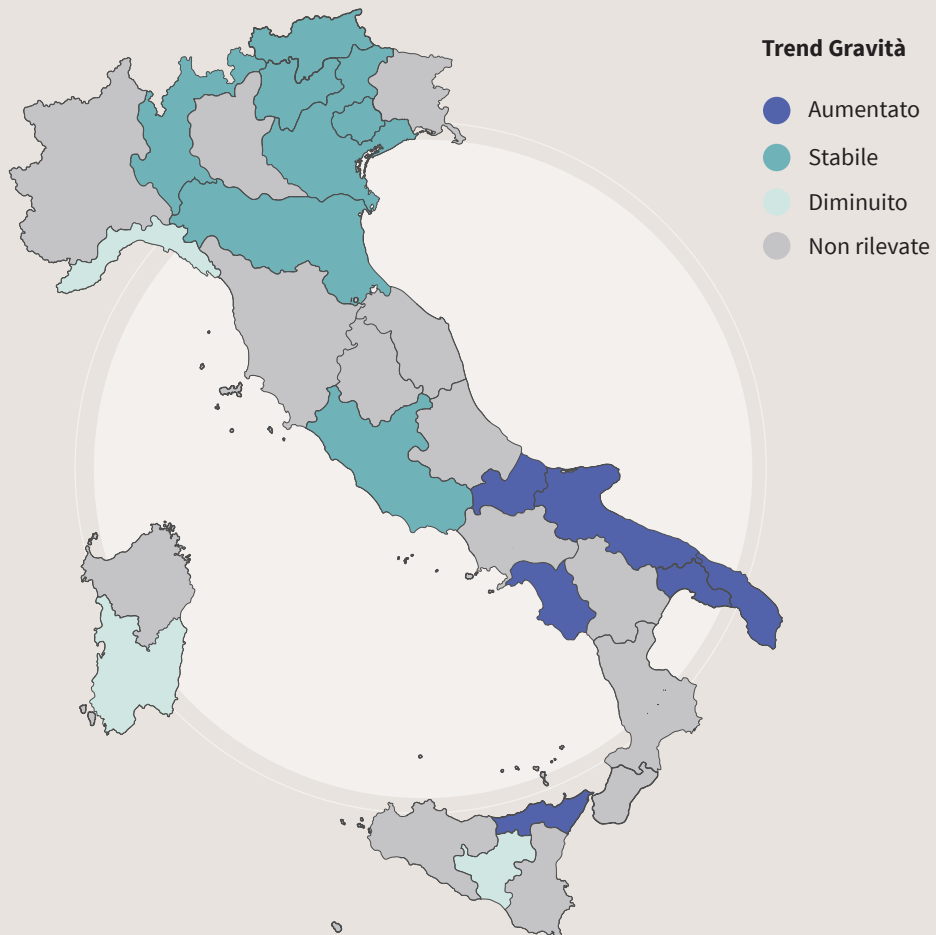 Trend Gravità
Aumentato
Stabile
Diminuito
Non rilevate